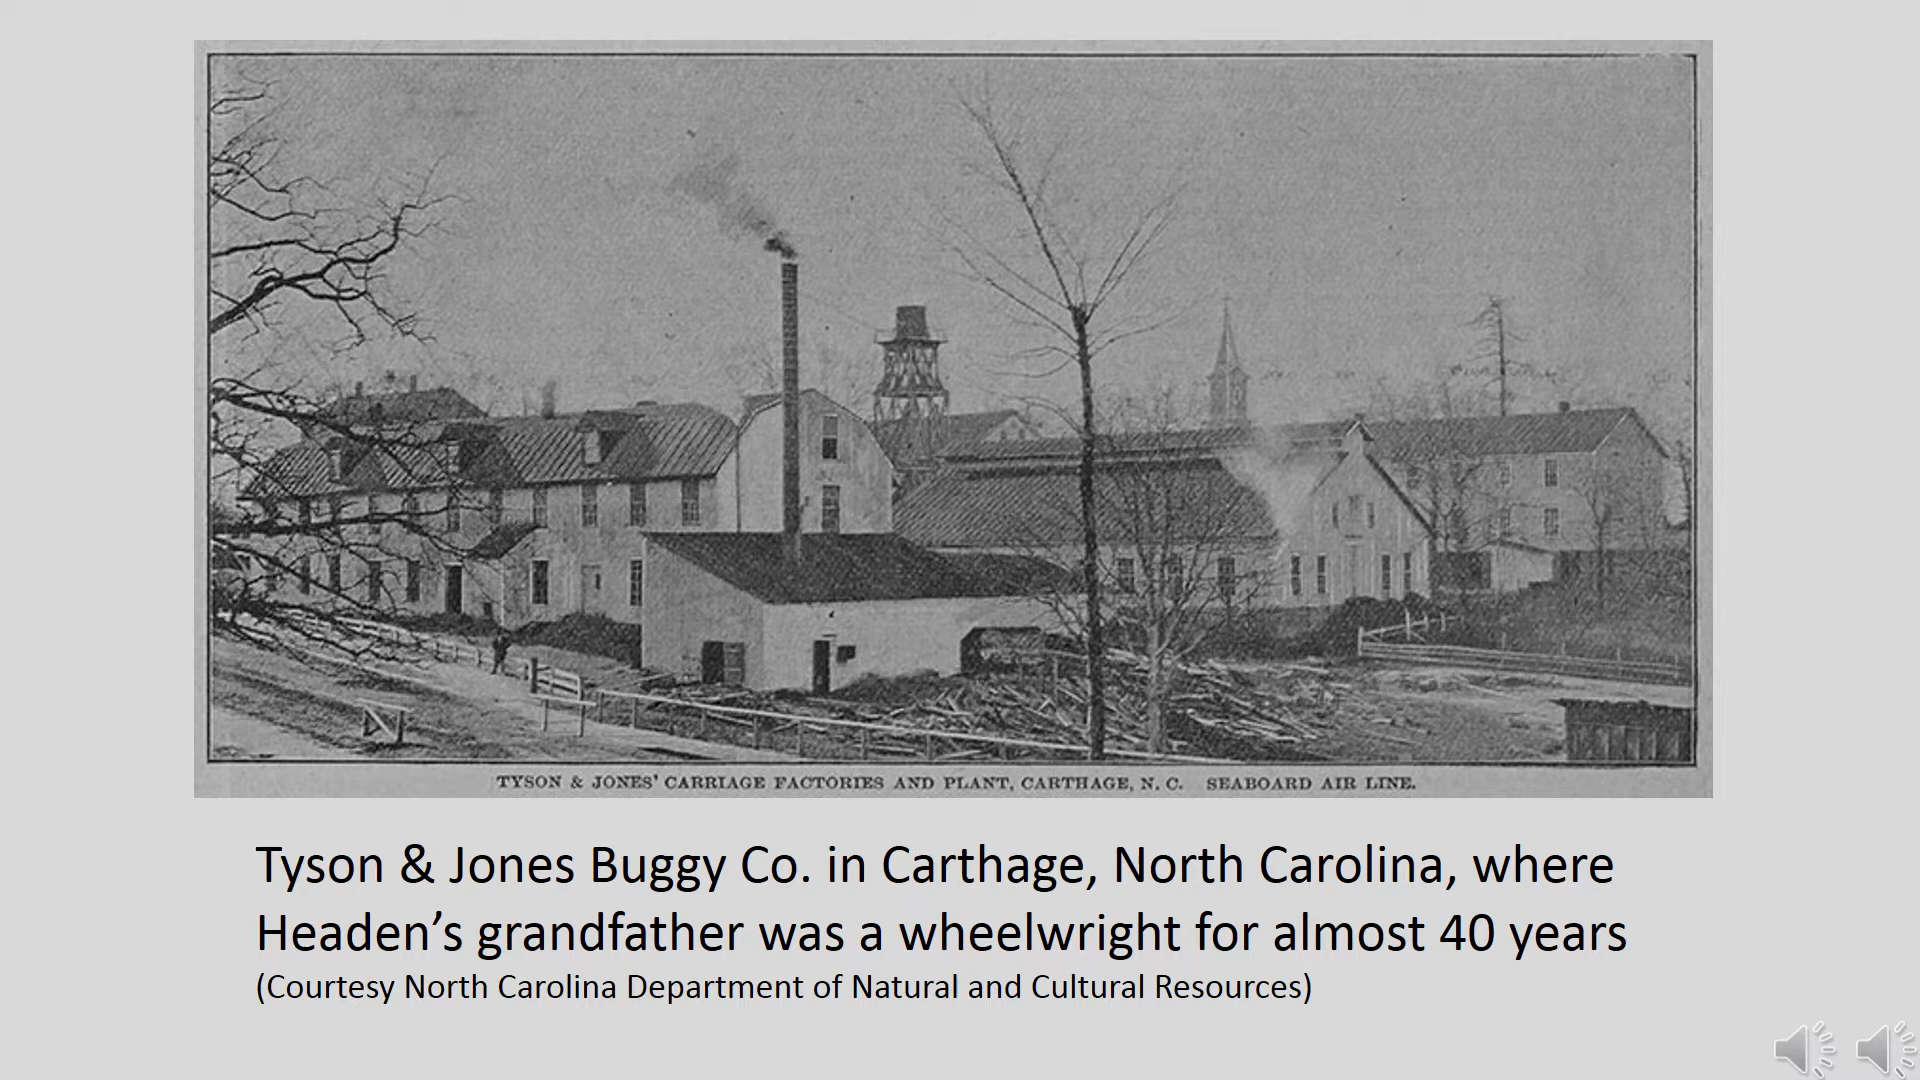 TYSON & JONES' CARRIAGE FACTORIES AND PLANT, CARTHAGE, N. C. SEABOARD AIR LINE.
Tyson & Jones Buggy Co. in Carthage, North Carolina, where
Headen’s grandfather was a wheelwright for almost 40 years
(Courtesy North Carolina Department of Natural and Cultural Resources)